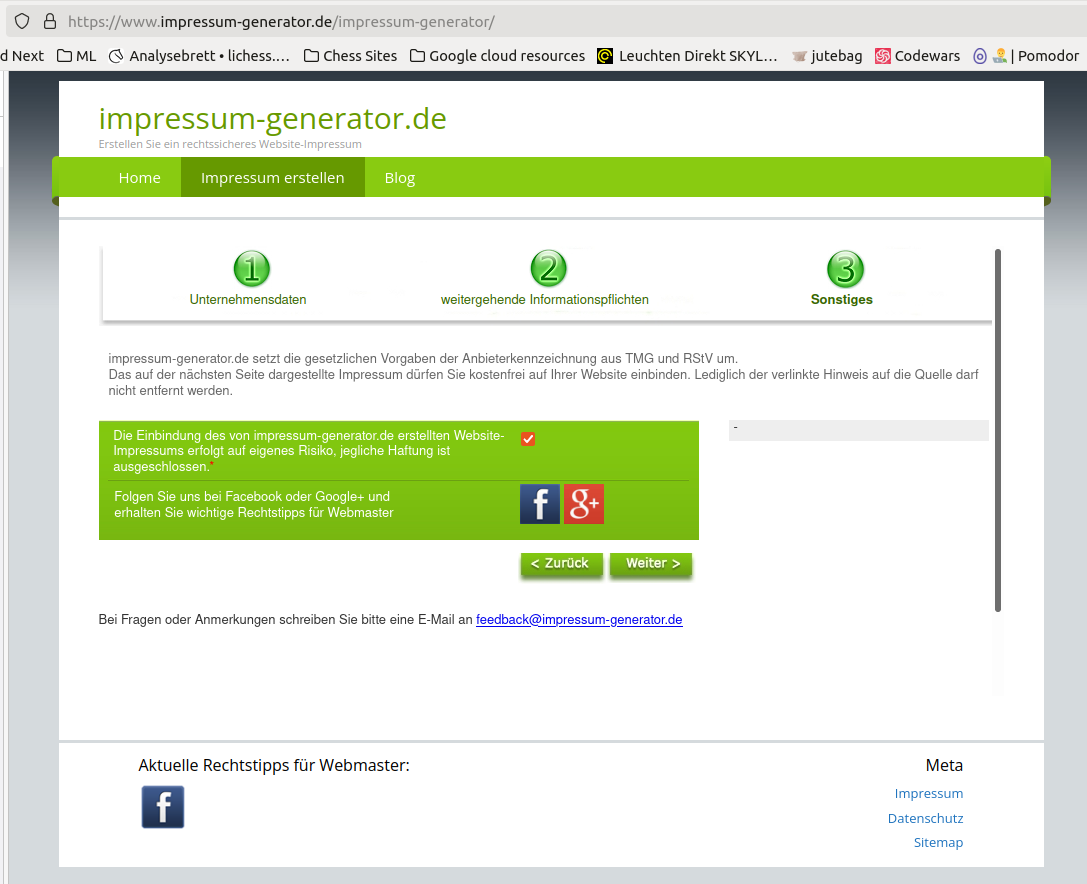 https://www.impressum-generator.de/impressum-generator/
d Next ML Analysebrett • lichess.… Chess Sites Google cloud resources Leuchten Direkt SKYL… jutebag Codewars | Pomodor
impressum-generator.de
Erstellen Sie ein rechtssicheres Website-Impressum
Home Impressum erstellen Blog
1 2 3
Unternehmensdaten weitergehende Informationspflichten Sonstiges
impressum-generator.de setzt die gesetzlichen Vorgaben der Anbieterkennzeichnung aus TMG und RStV um.
Das auf der nächsten Seite dargestellte Impressum dürfen Sie kostenfrei auf Ihrer Website einbinden. Lediglich der verlinkte Hinweis auf die Quelle darf
nicht entfernt werden.
Die Einbindung des von impressum-generator.de erstellten Website-
Impressums erfolgt auf eigenes Risiko, jegliche Haftung ist
ausgeschlossen.*
-
Folgen Sie uns bei Facebook oder Google+ und
erhalten Sie wichtige Rechtstipps für Webmaster
f g+
< Zurück Weiter >
Bei Fragen oder Anmerkungen schreiben Sie bitte eine E-Mail an feedback@impressum-generator.de
Aktuelle Rechtstipps für Webmaster:
f
Meta
Impressum
Datenschutz
Sitemap